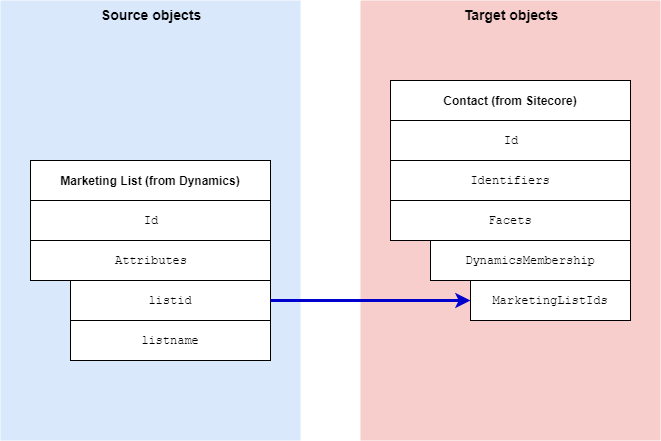 Source objects
Marketing List (from Dynamics)
Id
Attributes
listid
listname
Target objects
Contact (from Sitecore)
Id
Identifiers
Facets
DynamicsMembership
MarketingListIds